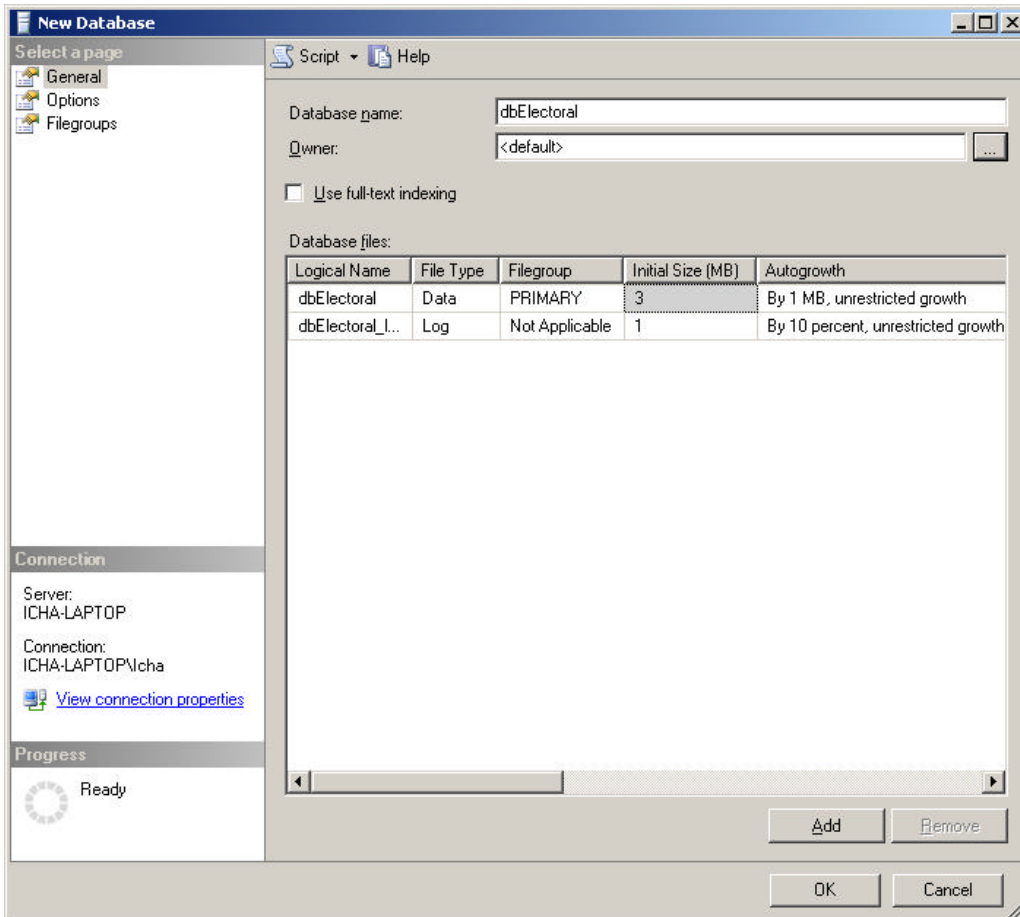 New Database
Select a page
General
Options
Filegroups
Script Help
Database name: dbElectoral
Owner: <default> ...
Use full-text indexing
Database files:
Logical Name File Type Filegroup Initial Size (MB) Autogrowth
dbElectoral Data PRIMARY 3 By 1 MB, unrestricted growth
dbElectoral_l... Log Not Applicable 1 By 10 percent, unrestricted growth
Connection
Server:
ICHA-LAPTOP
Connection:
ICHA-LAPTOP\Icha
View connection properties
Progress
Ready
Add Remove
OK Cancel